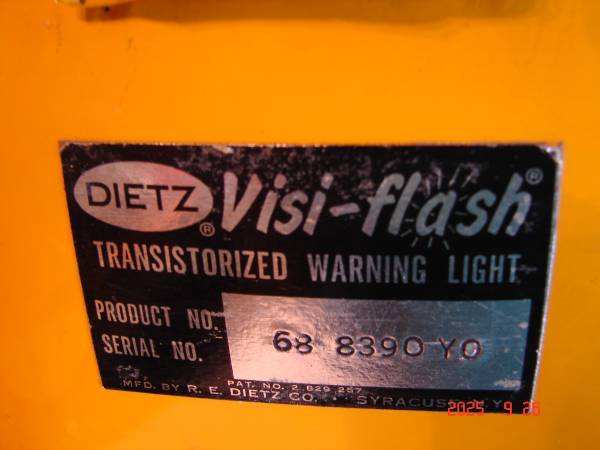 DIETZ ® Visi-flash®
TRANSISTORIZED WARNING LIGHT
PRODUCT NO.
SERIAL NO. 68 8390 YO
PAT. NO. 2,829,257
MFD. BY R. E. DIETZ CO. SYRACUSE N.Y.
2025 9 26